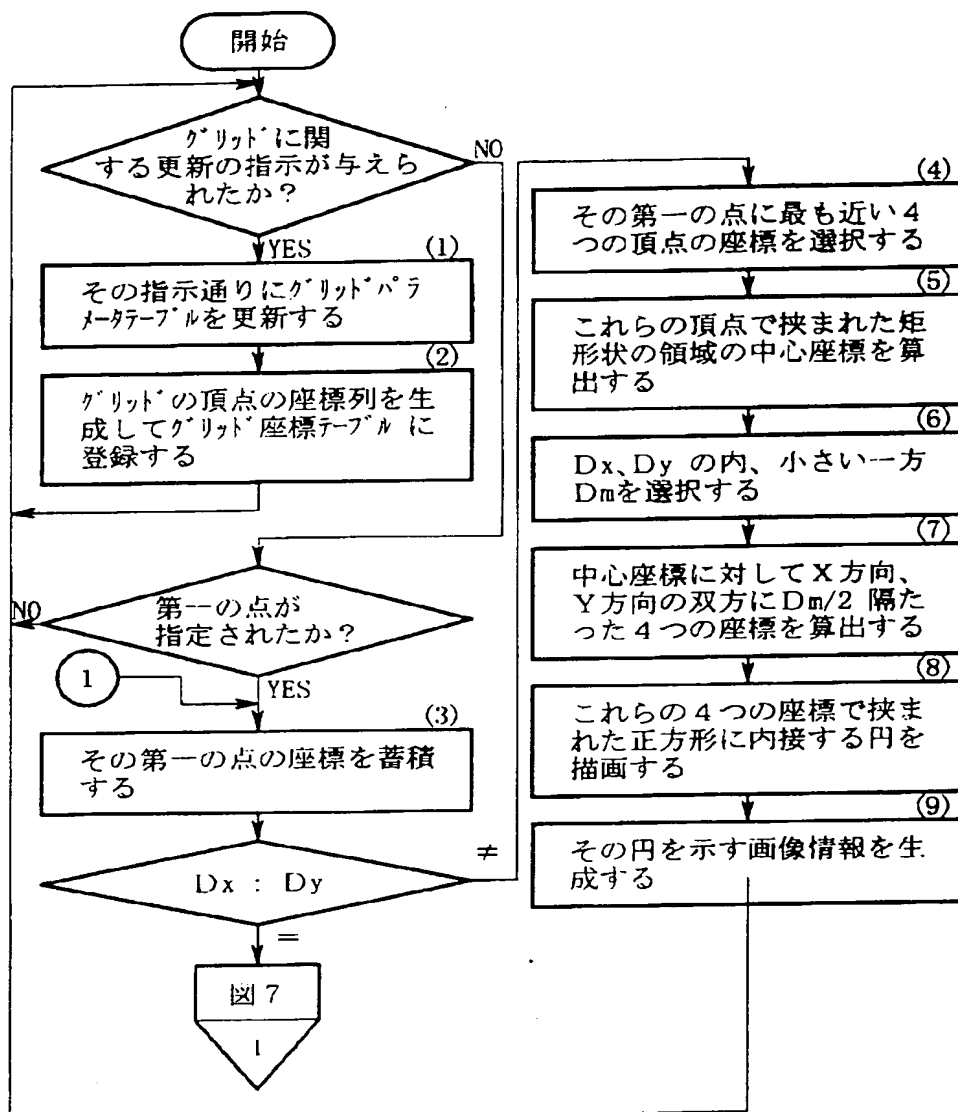 開始
グリッドに関
する更新の指示が与えら
れたか?
NO
YES
(1)
その指示通りにグリッドパラ
メータテーブルを更新する
(2)
グリッドの頂点の座標列を生
成してグリッド座標テーブルに
登録する
NO
第一の点が
指定されたか?
1
YES
(3)
その第一の点の座標を蓄積
する
Dx : Dy
≠
=
図7
1
(4)
その第一の点に最も近い4
つの頂点の座標を選択する
(5)
これらの頂点で挟まれた矩
形状の領域の中心座標を算
出する
(6)
Dx、Dy の内、小さい一方
Dmを選択する
(7)
中心座標に対してX方向、
Y方向の双方にDm/2 隔た
った4つの座標を算出する
(8)
これらの4つの座標で挟ま
れた正方形に内接する円を
描画する
(9)
その円を示す画像情報を生
成する